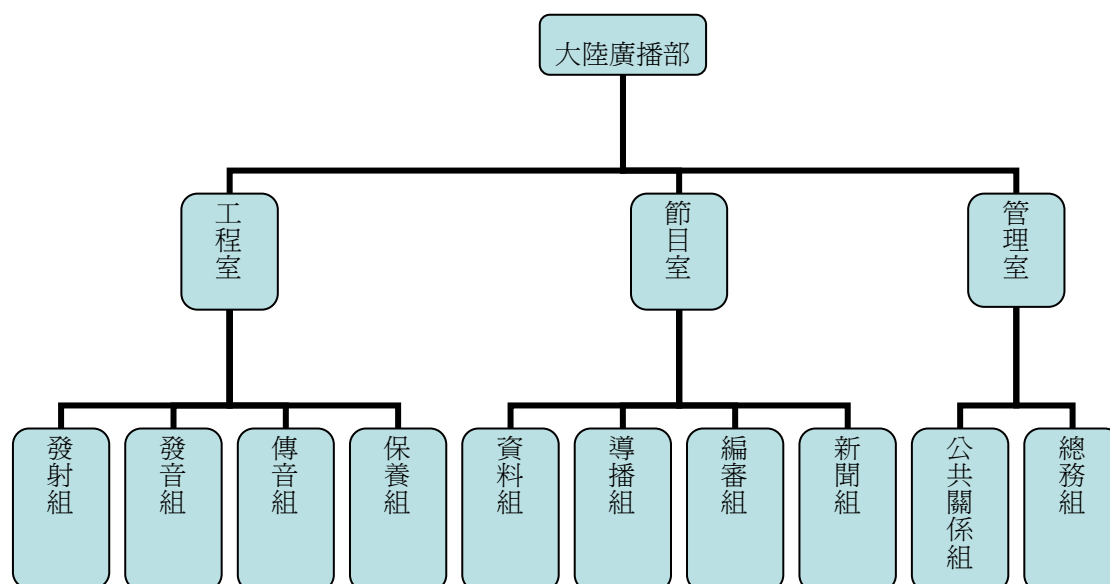 大陸廣播部
工程室
節目室
管理室
發射組
發音組
傳音組
保養組
資料組
導播組
編審組
新聞組
公共關係組
總務組